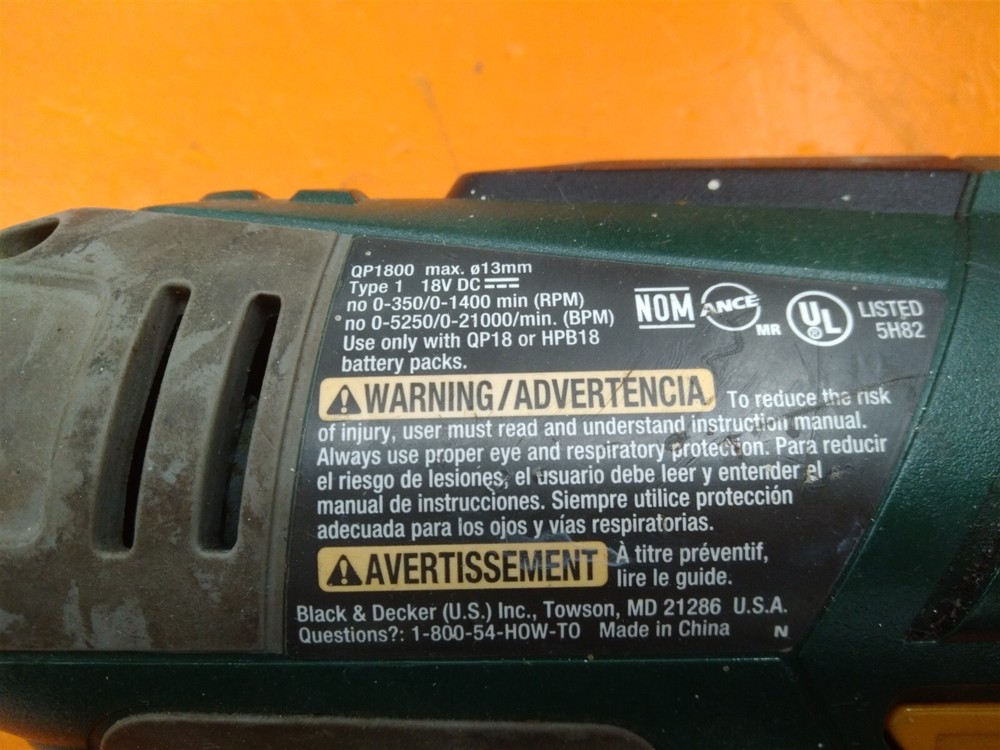 QP1800 max. ø13mm
Type 1 18V DC
no 0-350/0-1400 min (RPM)
no 0-5250/0-21000/min. (BPM)
Use only with QP18 or HPB18
battery packs.
NOM ANCE MR UL ® LISTED
5H82
WARNING/ADVERTENCIA To reduce the risk
of injury, user must read and understand instruction manual.
Always use proper eye and respiratory protection. Para reducir
el riesgo de lesiones, el usuario debe leer y entender el
manual de instrucciones. Siempre utilice protección
adecuada para los ojos y vías respiratorias.
AVERTISSEMENT À titre préventif,
lire le guide.
Black & Decker (U.S.) Inc., Towson, MD 21286 U.S.A.
Questions?: 1-800-54-HOW-TO Made in China N